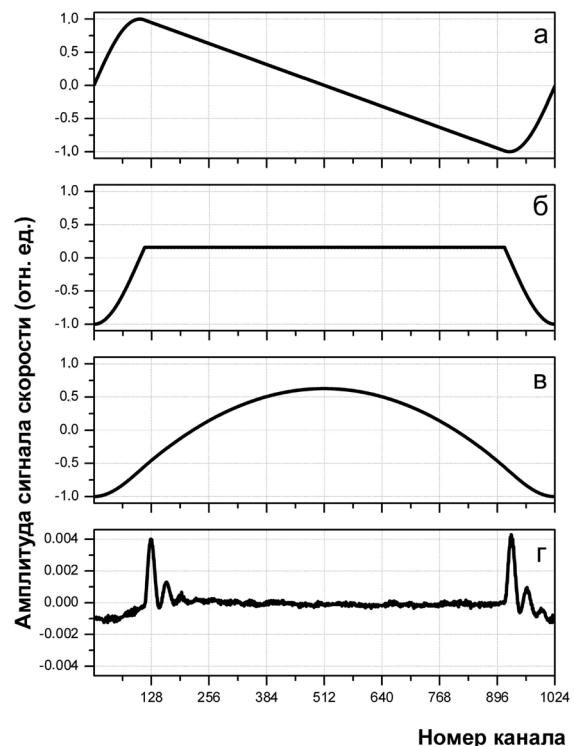 Амплитуда сигнала скорости (отн. ед.)
1,0
0,5
0,0
-0,5
-1,0
а
1,0
0,5
0,0
-0,5
-1,0
б
1,0
0,5
0,0
-0,5
-1,0
в
0.004
0.002
0.000
-0.002
-0.004
г
128 256 384 512 640 768 896 1024
Номер канала